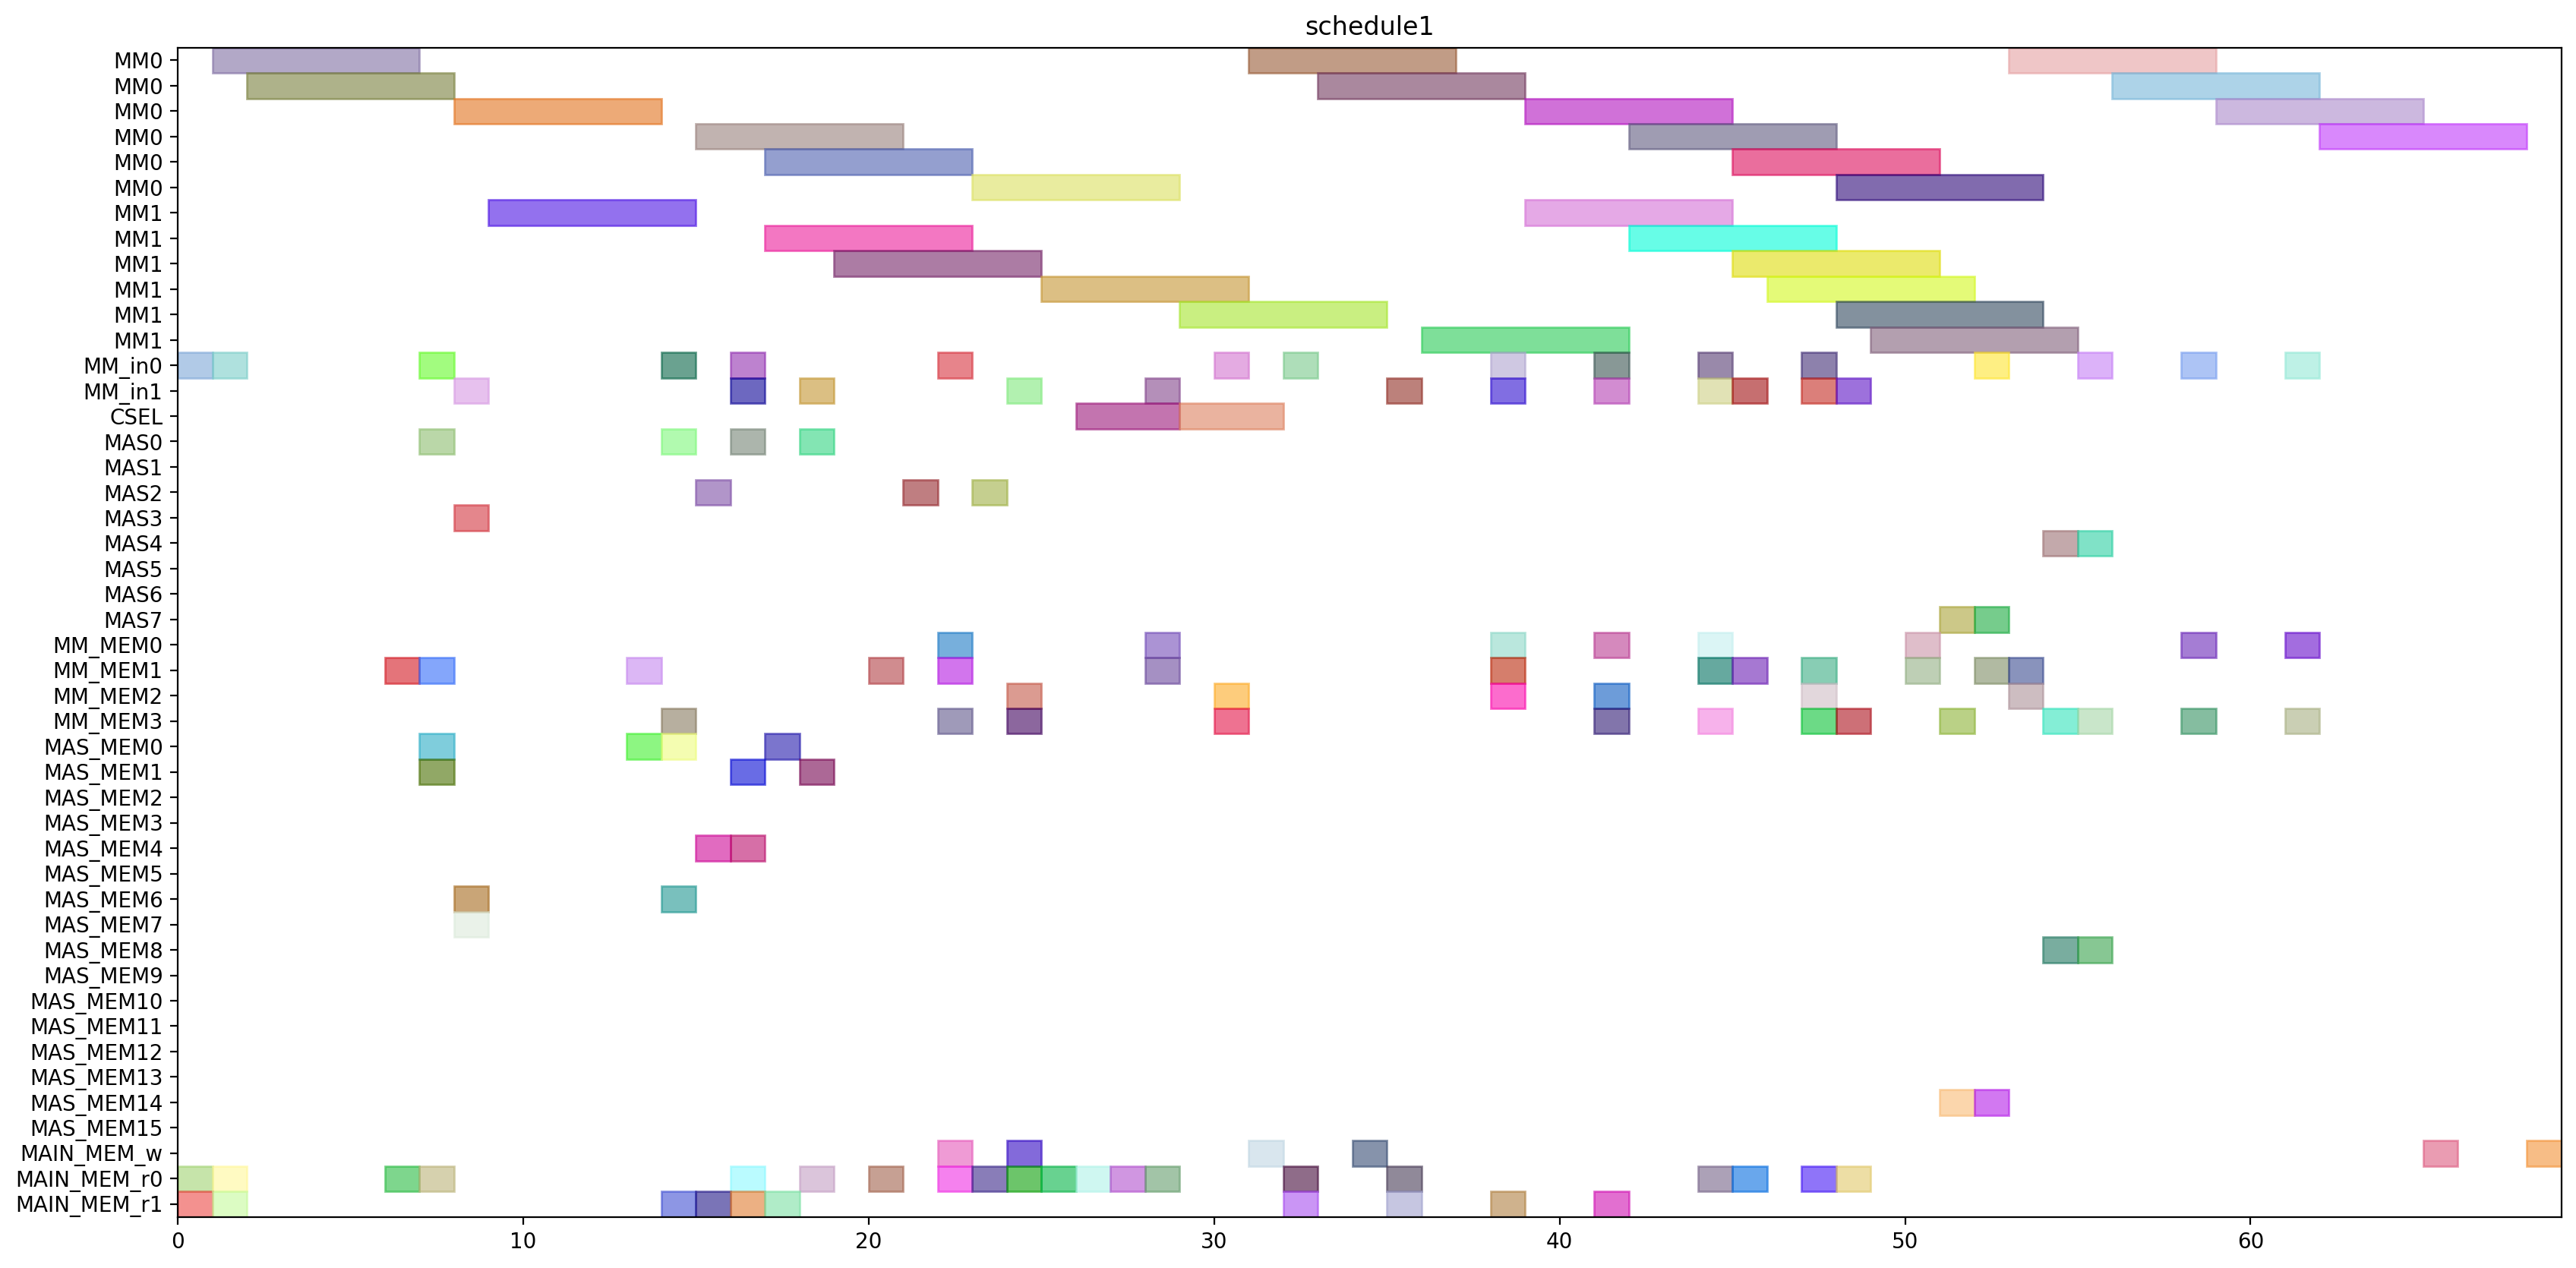 schedule1
MM0
MM0
MM0
MM0
MM0
MM0
MM1
MM1
MM1
MM1
MM1
MM1
MM_in0
MM_in1
CSEL
MAS0
MAS1
MAS2
MAS3
MAS4
MAS5
MAS6
MAS7
MM_MEM0
MM_MEM1
MM_MEM2
MM_MEM3
MAS_MEM0
MAS_MEM1
MAS_MEM2
MAS_MEM3
MAS_MEM4
MAS_MEM5
MAS_MEM6
MAS_MEM7
MAS_MEM8
MAS_MEM9
MAS_MEM10
MAS_MEM11
MAS_MEM12
MAS_MEM13
MAS_MEM14
MAS_MEM15
MAIN_MEM_w
MAIN_MEM_r0
MAIN_MEM_r1
0 10 20 30 40 50 60